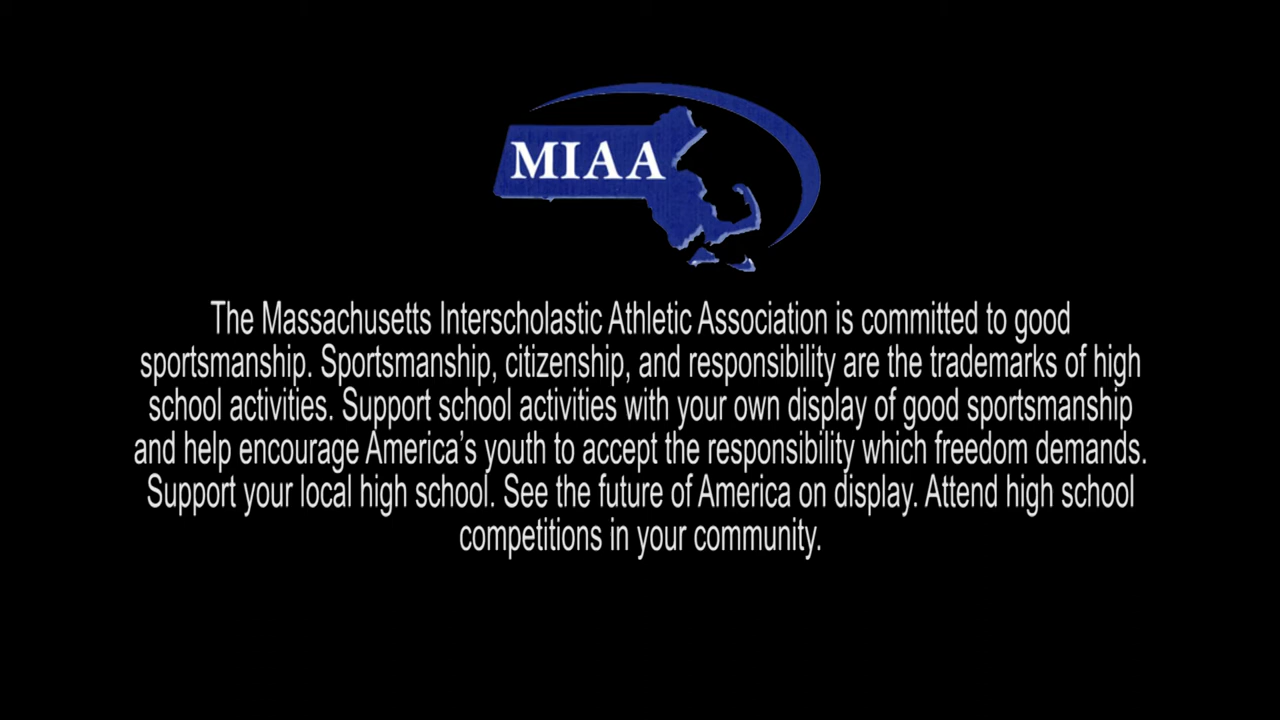 MIAA
The Massachusetts Interscholastic Athletic Association is committed to good
sportsmanship. Sportsmanship, citizenship, and responsibility are the trademarks of high
school activities. Support school activities with your own display of good sportsmanship
and help encourage America’s youth to accept the responsibility which freedom demands.
Support your local high school. See the future of America on display. Attend high school
competitions in your community.